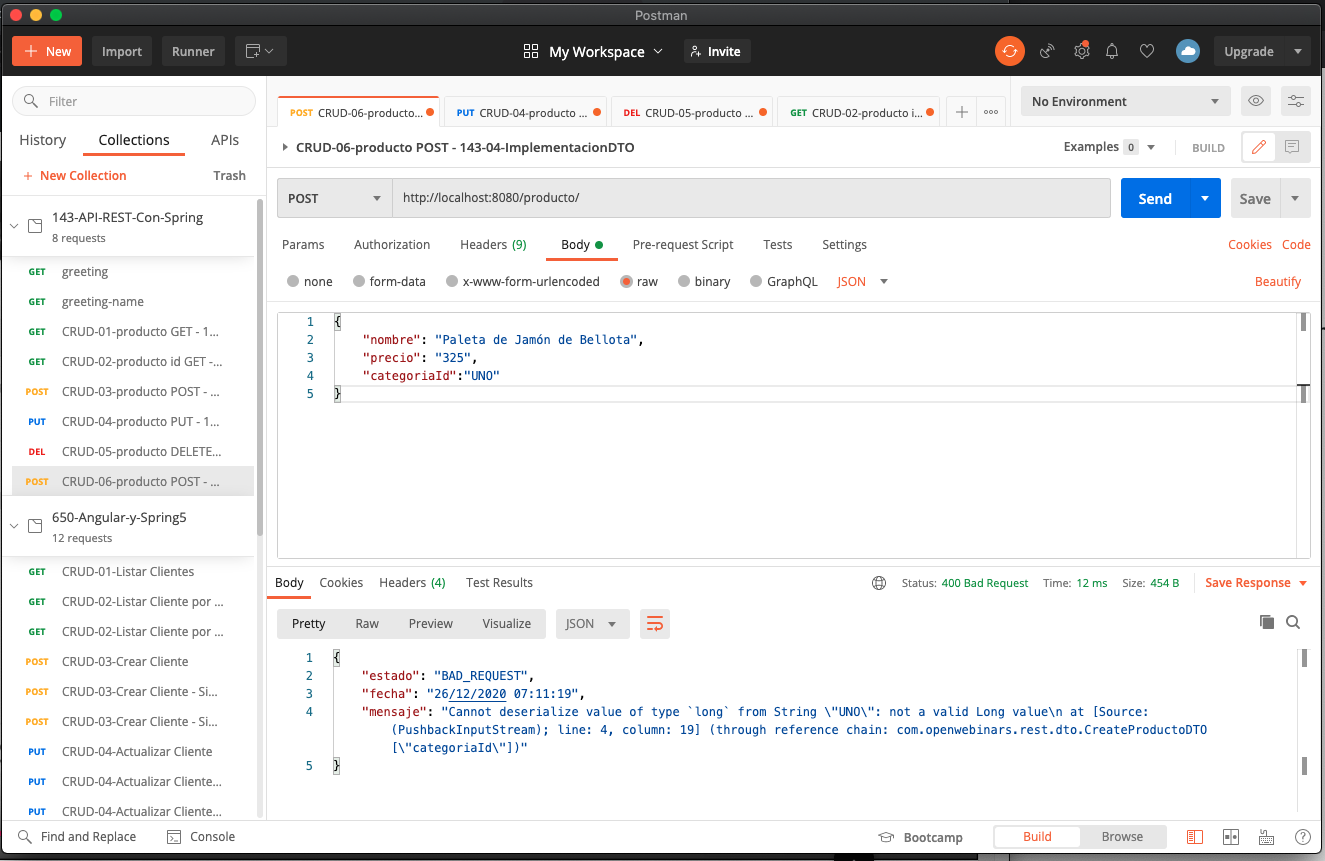 Postman
New
Import
Runner
My Workspace
Invite
Upgrade
Filter
History
Collections
APIs
New Collection
Trash
143-API-REST-Con-Spring
8 requests
GET greeting
GET greeting-name
GET CRUD-01-producto GET - 1...
GET CRUD-02-producto id GET -...
POST CRUD-03-producto POST - ...
PUT CRUD-04-producto PUT - 1...
DEL CRUD-05-producto DELETE...
POST CRUD-06-producto POST - ...
650-Angular-y-Spring5
12 requests
GET CRUD-01-Listar Clientes
GET CRUD-02-Listar Cliente por ...
GET CRUD-02-Listar Cliente por ...
POST CRUD-03-Crear Cliente
POST CRUD-03-Crear Cliente - Si...
POST CRUD-03-Crear Cliente - Si...
PUT CRUD-04-Actualizar Cliente
PUT CRUD-04-Actualizar Cliente...
PUT CRUD-04-Actualizar Cliente...
POST CRUD-06-producto...
PUT CRUD-04-producto ...
DEL CRUD-05-producto ...
GET CRUD-02-producto i...
No Environment
CRUD-06-producto POST - 143-04-ImplementacionDTO
Examples 0
BUILD
POST
http://localhost:8080/producto/
Send
Save
Params
Authorization
Headers (9)
Body
Pre-request Script
Tests
Settings
Cookies
Code
none
form-data
x-www-form-urlencoded
raw
binary
GraphQL
JSON
Beautify
1 {
2 "nombre": "Paleta de Jamón de Bellota",
3 "precio": "325",
4 "categoriaId":"UNO"
5 }
Body
Cookies
Headers (4)
Test Results
Status: 400 Bad Request
Time: 12 ms
Size: 454 B
Save Response
Pretty
Raw
Preview
Visualize
JSON
1 {
2 "estado": "BAD_REQUEST",
3 "fecha": "26/12/2020 07:11:19",
4 "mensaje": "Cannot deserialize value of type `long` from String \"UNO\": not a valid Long value\n at [Source:
(PushbackInputStream); line: 4, column: 19] (through reference chain: com.openwebinars.rest.dto.CreateProductoDTO
[\"categoriaId\"])"
5 }
Find and Replace
Console
Bootcamp
Build
Browse